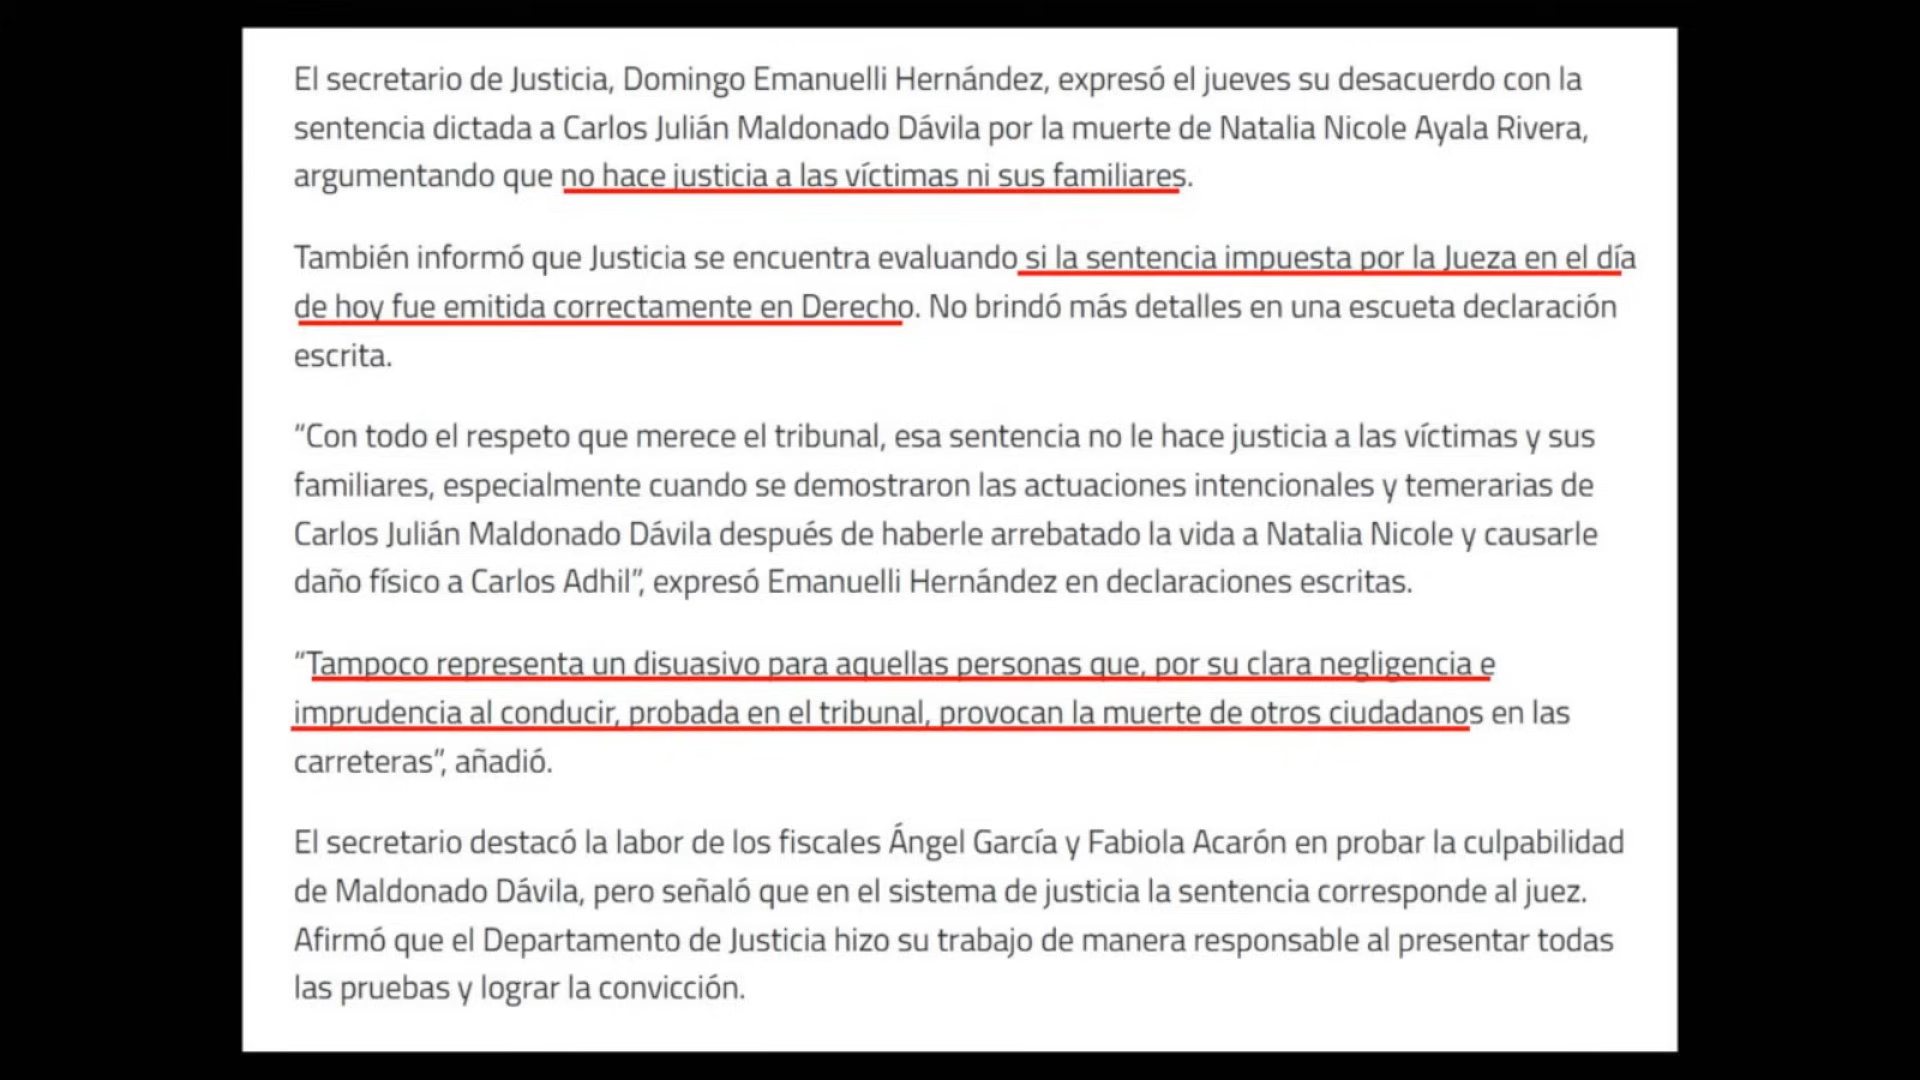 El secretario de Justicia, Domingo Emanuelli Hernández, expresó el jueves su desacuerdo con la
sentencia dictada a Carlos Julián Maldonado Dávila por la muerte de Natalia Nicole Ayala Rivera,
argumentando que no hace justicia a las víctimas ni sus familiares.
También informó que Justicia se encuentra evaluando si la sentencia impuesta por la Jueza en el día
de hoy fue emitida correctamente en Derecho. No brindó más detalles en una escueta declaración
escrita.
“Con todo el respeto que merece el tribunal, esa sentencia no le hace justicia a las víctimas y sus
familiares, especialmente cuando se demostraron las actuaciones intencionales y temerarias de
Carlos Julián Maldonado Dávila después de haberle arrebatado la vida a Natalia Nicole y causarle
daño físico a Carlos Adhil”, expresó Emanuelli Hernández en declaraciones escritas.
“Tampoco representa un disuasivo para aquellas personas que, por su clara negligencia e
imprudencia al conducir, probada en el tribunal, provocan la muerte de otros ciudadanos en las
carreteras”, añadió.
El secretario destacó la labor de los fiscales Ángel García y Fabiola Acarón en probar la culpabilidad
de Maldonado Dávila, pero señaló que en el sistema de justicia la sentencia corresponde al juez.
Afirmó que el Departamento de Justicia hizo su trabajo de manera responsable al presentar todas
las pruebas y lograr la convicción.